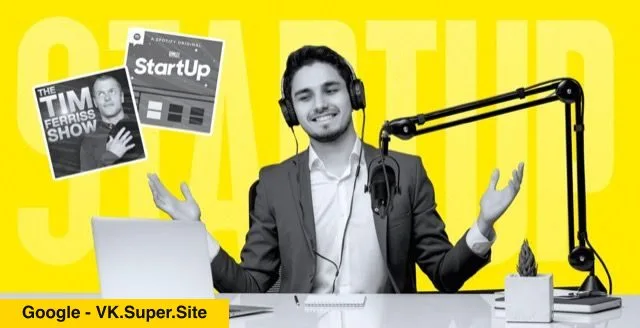 STARTUP
A SPOTIFY ORIGINAL
StartUp
THE
TIM
FERRISS
SHOW
Google - VK.Super.Site